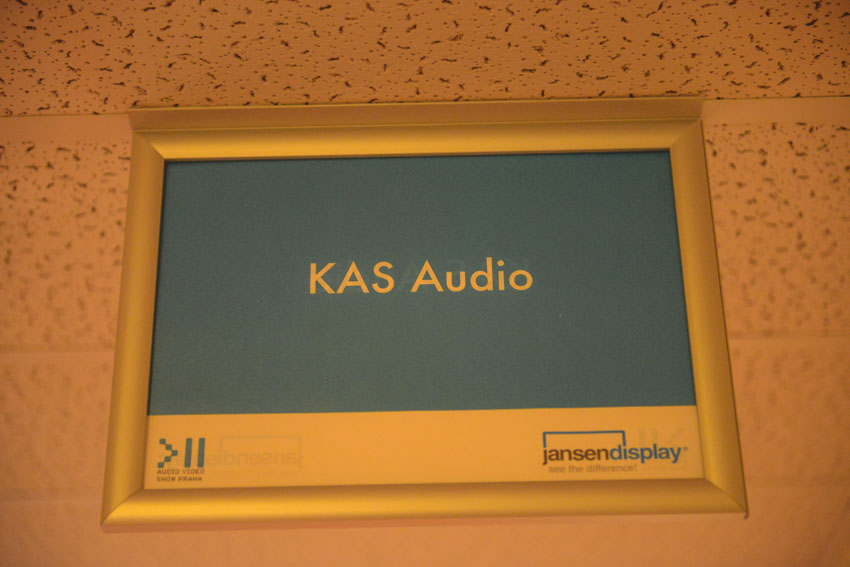 KAS Audio
AUDIO VIDEO
SHOW PRAHA
jansendisplay®
see the difference!